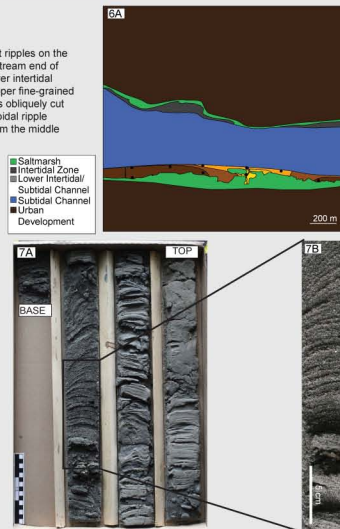 t ripples on the
tream end of
er intertidal
per fine-grained
s obliquely cut
oidal ripple
m the middle
6A
Saltmarsh
Intertidal Zone
Lower Intertidal/
Subtidal Channel
Subtidal Channel
Urban
Development
200 m
7A
TOP
BASE
7B
5 cm